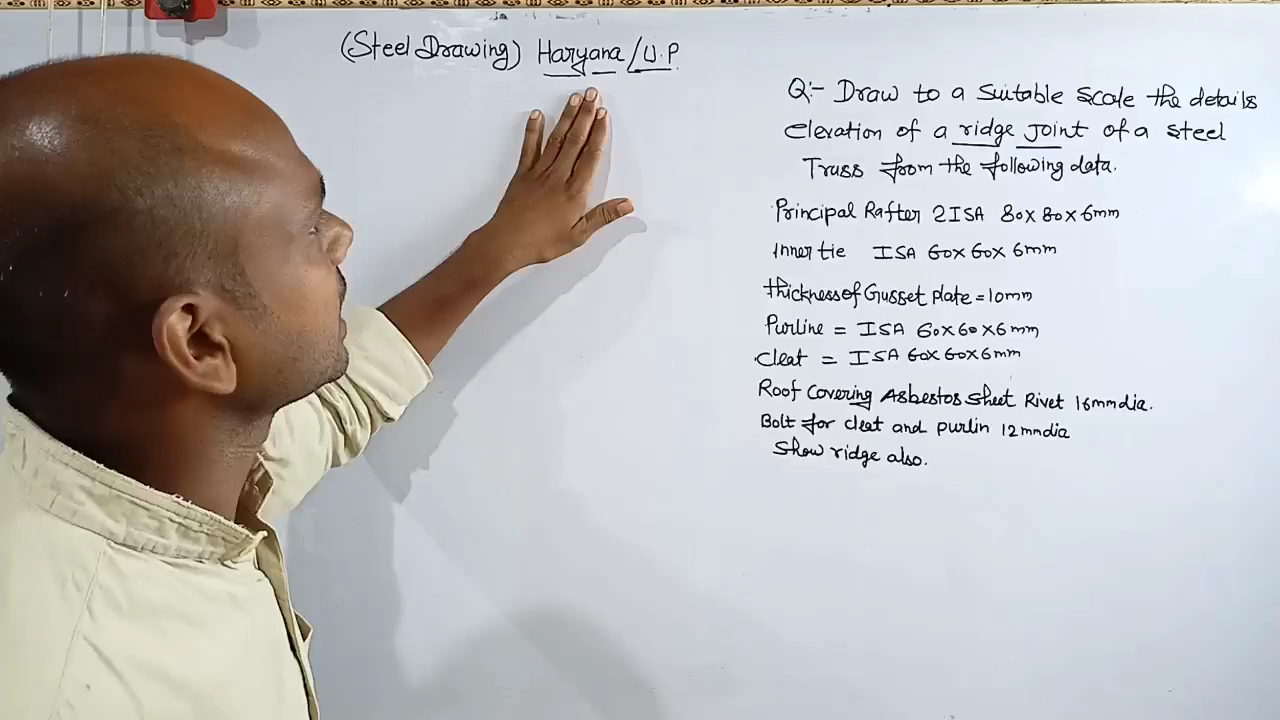 (Steel Drawing) Haryana/U.P.
Q:- Draw to a suitable scale the details
elevation of a ridge joint of a steel
Truss from the following data.
Principal Rafter 2ISA 80x80x6mm
Inner tie ISA 60x60x6mm
thickness of Gusset plate = 10mm
Purline = ISA 60x60x6mm
Cleat = ISA 60x60x6mm
Roof Covering Asbestos sheet Rivet 16mm dia.
Bolt for cleat and purlin 12mm dia
Show ridge also.